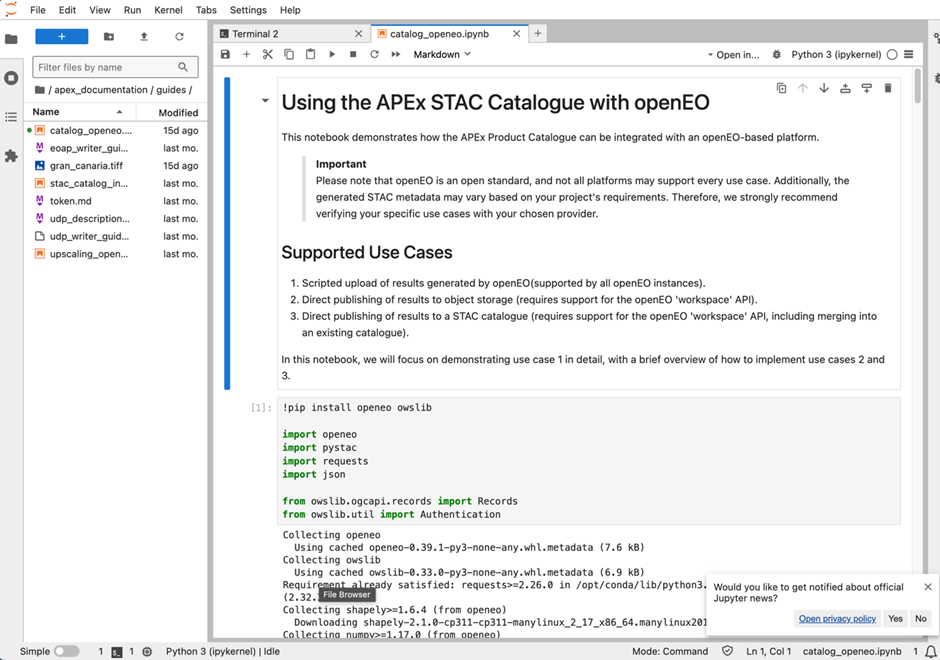 File Edit View Run Kernel Tabs Settings Help
Terminal 2
catalog_openeo.ipynb
Markdown
Open in...
Python 3 (ipykernel)
Filter files by name
/ apex_documentation / guides /
Name Modified
catalog_openeo.... 15d ago
eoap_writer_gui... last mo.
gran_canaria.tiff 15d ago
stac_catalog_in... last mo.
token.md last mo.
udp_description... last mo.
udp_writer_guid... last mo.
upscaling_open... last mo.
Using the APEx STAC Catalogue with openEO
This notebook demonstrates how the APEx Product Catalogue can be integrated with an openEO-based platform.
Important
Please note that openEO is an open standard, and not all platforms may support every use case. Additionally, the
generated STAC metadata may vary based on your project's requirements. Therefore, we strongly recommend
verifying your specific use cases with your chosen provider.
Supported Use Cases
1. Scripted upload of results generated by openEO(supported by all openEO instances).
2. Direct publishing of results to object storage (requires support for the openEO 'workspace' API).
3. Direct publishing of results to a STAC catalogue (requires support for the openEO 'workspace' API, including merging into
an existing catalogue).
In this notebook, we will focus on demonstrating use case 1 in detail, with a brief overview of how to implement use cases 2 and
3.
[1]: !pip install openeo owslib
import openeo
import pystac
import requests
import json
from owslib.ogcapi.records import Records
from owslib.util import Authentication
Collecting openeo
Using cached openeo-0.39.1-py3-none-any.whl.metadata (7.6 kB)
Collecting owslib
Using cached owslib-0.33.0-py3-none-any.whl.metadata (6.9 kB)
Requirement already satisfied: requests>=2.26.0 in /opt/conda/lib/python3.
(2.32.
File Browser
Collecting shapely>=1.6.4 (from openeo)
Downloading shapely-2.1.0-cp311-cp311-manylinux_2_17_x86_64.manylinux201
Collecting numpy>=1.17.0 (from openeo)
Would you like to get notified about official
Jupyter news?
Open privacy policy Yes No
Simple 1 1 Python 3 (ipykernel) | Idle Mode: Command Ln 1, Col 1 catalog_openeo.ipynb 1